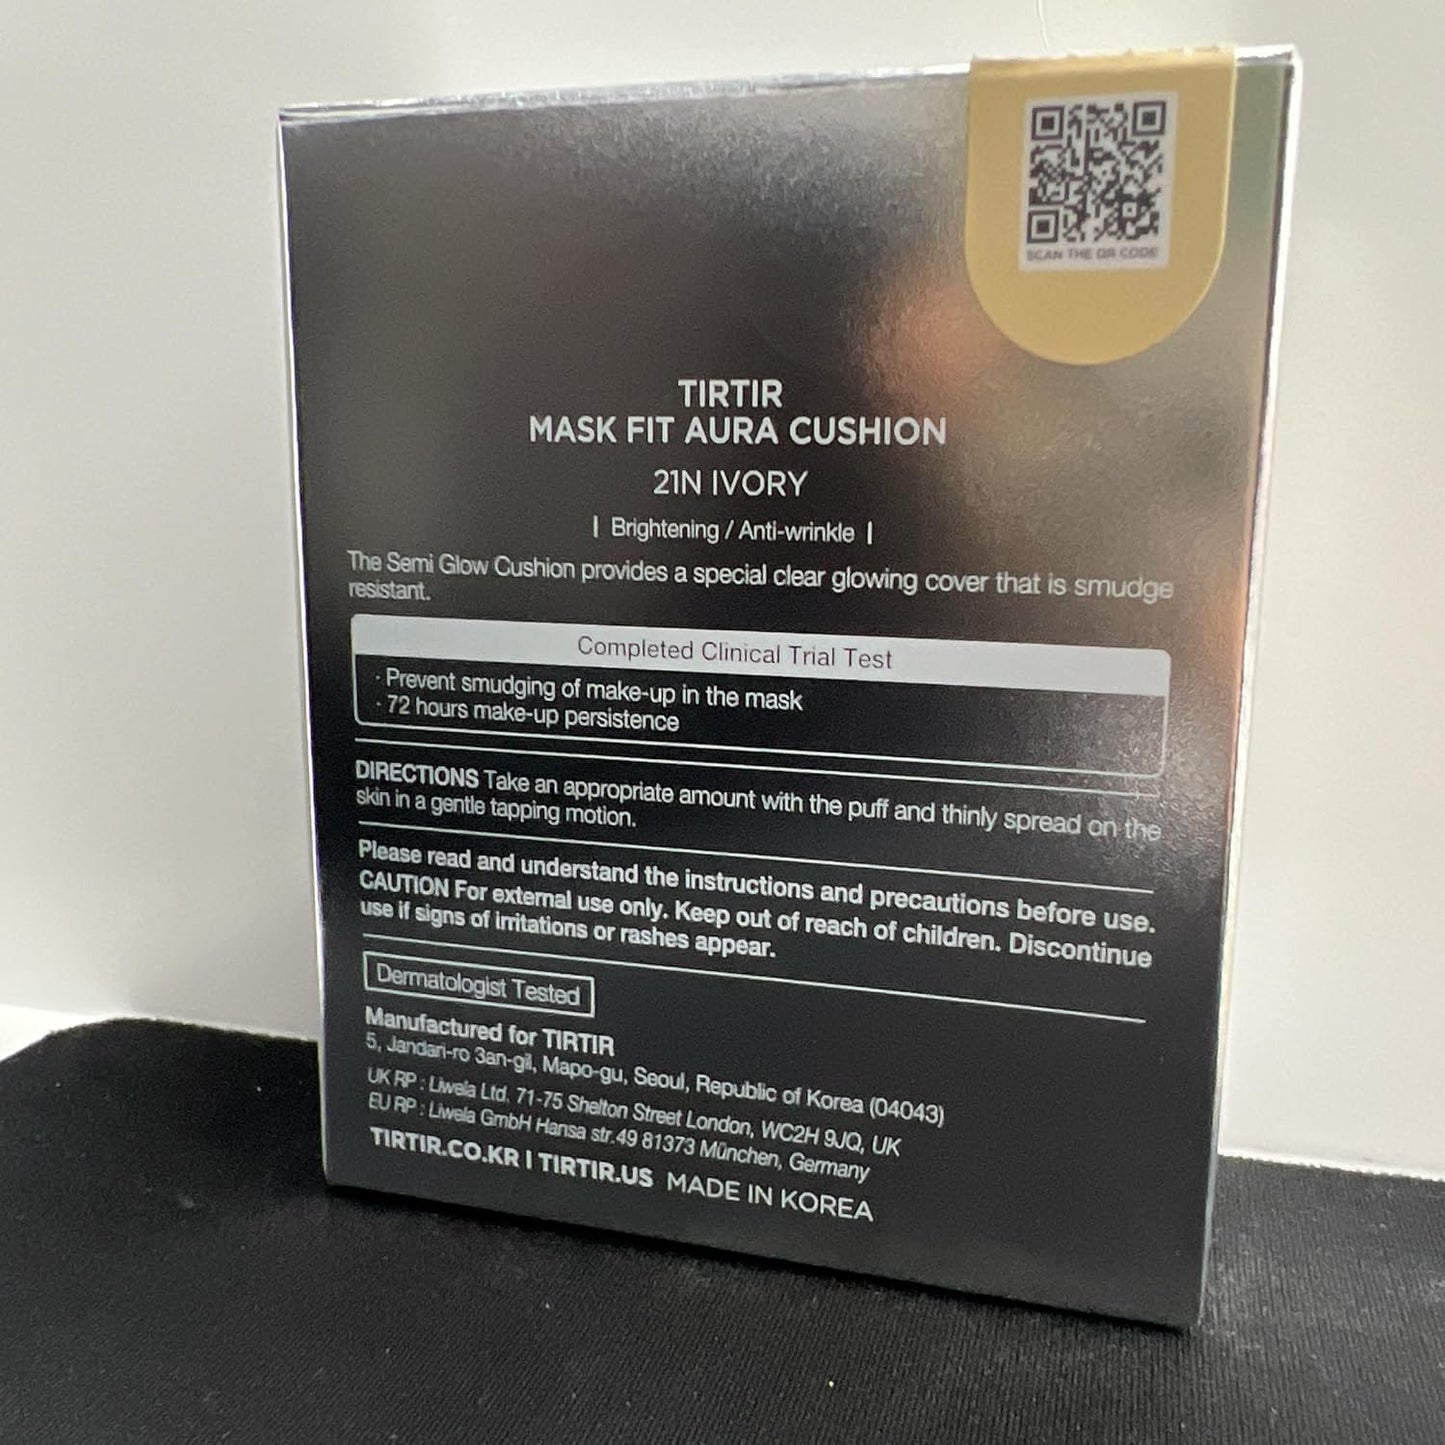 SCAN THE QR CODE
TIRTIR
MASK FIT AURA CUSHION
21N IVORY
| Brightening / Anti-wrinkle |
The Semi Glow Cushion provides a special clear glowing cover that is smudge
resistant.
Completed Clinical Trial Test
· Prevent smudging of make-up in the mask
· 72 hours make-up persistence
DIRECTIONS Take an appropriate amount with the puff and thinly spread on the
skin in a gentle tapping motion.
Please read and understand the instructions and precautions before use.
CAUTION For external use only. Keep out of reach of children. Discontinue
use if signs of irritations or rashes appear.
Dermatologist Tested
Manufactured for TIRTIR
5, Jandari-ro 3an-gil, Mapo-gu, Seoul, Republic of Korea (04043)
UK RP : Liwela Ltd, 71-75 Shelton Street London, WC2H 9JQ, UK
EU RP : Liwela GmbH Hansa str.49 81373 München, Germany
TIRTIR.CO.KR | TIRTIR.US MADE IN KOREA